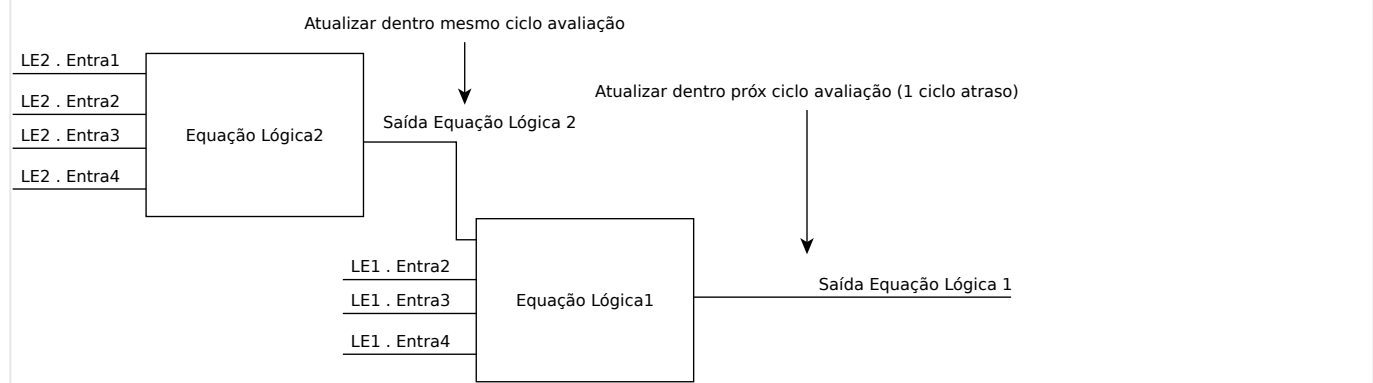 Atualizar dentro mesmo ciclo avaliação
LE2 . Entra1
LE2 . Entra2
LE2 . Entra3
LE2 . Entra4
Equação Lógica2
Saída Equação Lógica 2
Atualizar dentro próx ciclo avaliação (1 ciclo atraso)
LE1 . Entra2
LE1 . Entra3
LE1 . Entra4
Equação Lógica1
Saída Equação Lógica 1